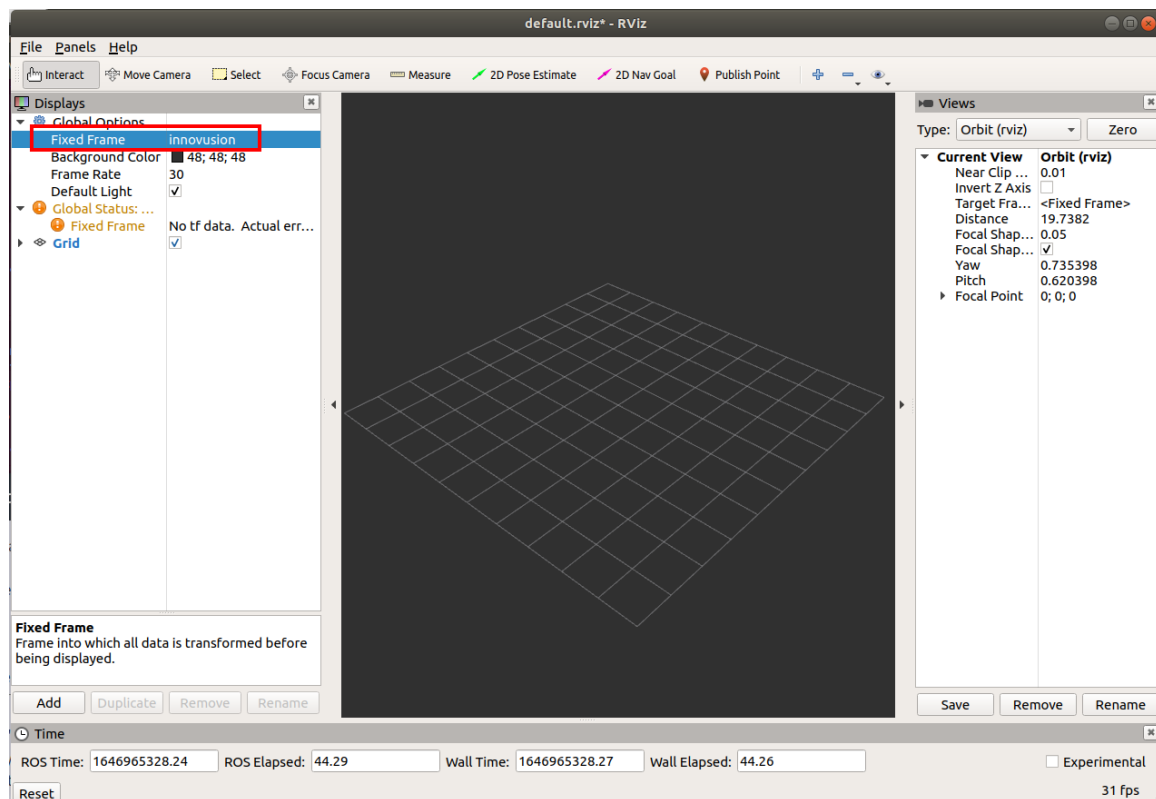 default.rviz* - RViz
File Panels Help
Interact Move Camera Select Focus Camera Measure 2D Pose Estimate 2D Nav Goal Publish Point
Displays
Global Options
Fixed Frame innovusion
Background Color 48; 48; 48
Frame Rate 30
Default Light
Global Status: ...
Fixed Frame No tf data. Actual err...
Grid
Fixed Frame
Frame into which all data is transformed before
being displayed.
Add Duplicate Remove Rename
Views
Type: Orbit (rviz) Zero
Current View Orbit (rviz)
Near Clip ... 0.01
Invert Z Axis
Target Fra... <Fixed Frame>
Distance 19.7382
Focal Shap... 0.05
Focal Shap...
Yaw 0.735398
Pitch 0.620398
Focal Point 0; 0; 0
Save Remove Rename
Time
ROS Time: 1646965328.24 ROS Elapsed: 44.29 Wall Time: 1646965328.27 Wall Elapsed: 44.26 Experimental
Reset 31 fps